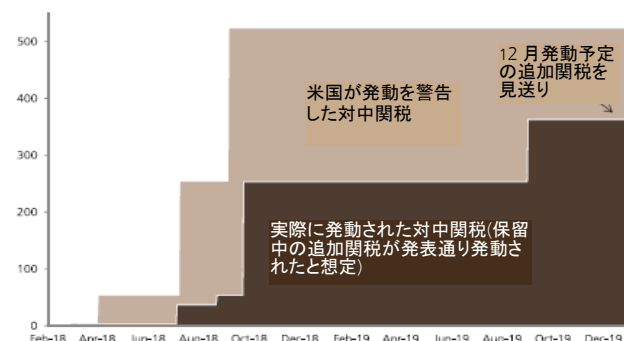 500
400
300
200
100
0
米国が発動を警告
した対中関税
12 月発動予定
の追加関税を
見送り
実際に発動された対中関税(保留
中の追加関税が発表通り発動さ
れたと想定)
Feb-18 Apr-18 Jun-18 Aug-18 Oct-18 Dec-18 Feb-19 Apr-19 Jun-19 Aug-19 Oct-19 Dec-19